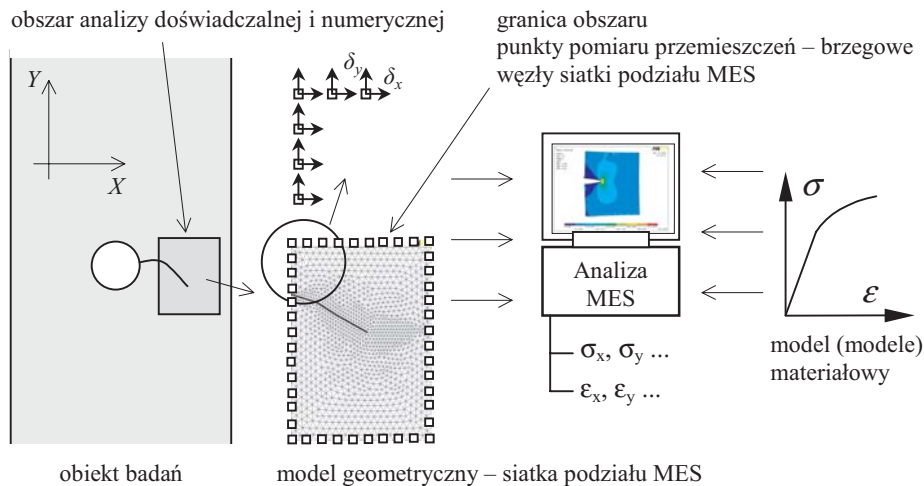 obszar analizy doświadczalnej i numerycznej
granica obszaru
punkty pomiaru przemieszczeń – brzegowe
węzły siatki podziału MES
Y
X
δy
δx
Analiza
MES
σx, σy ...
εx, εy ...
σ
ε
model (modele)
materiałowy
obiekt badań
model geometryczny – siatka podziału MES